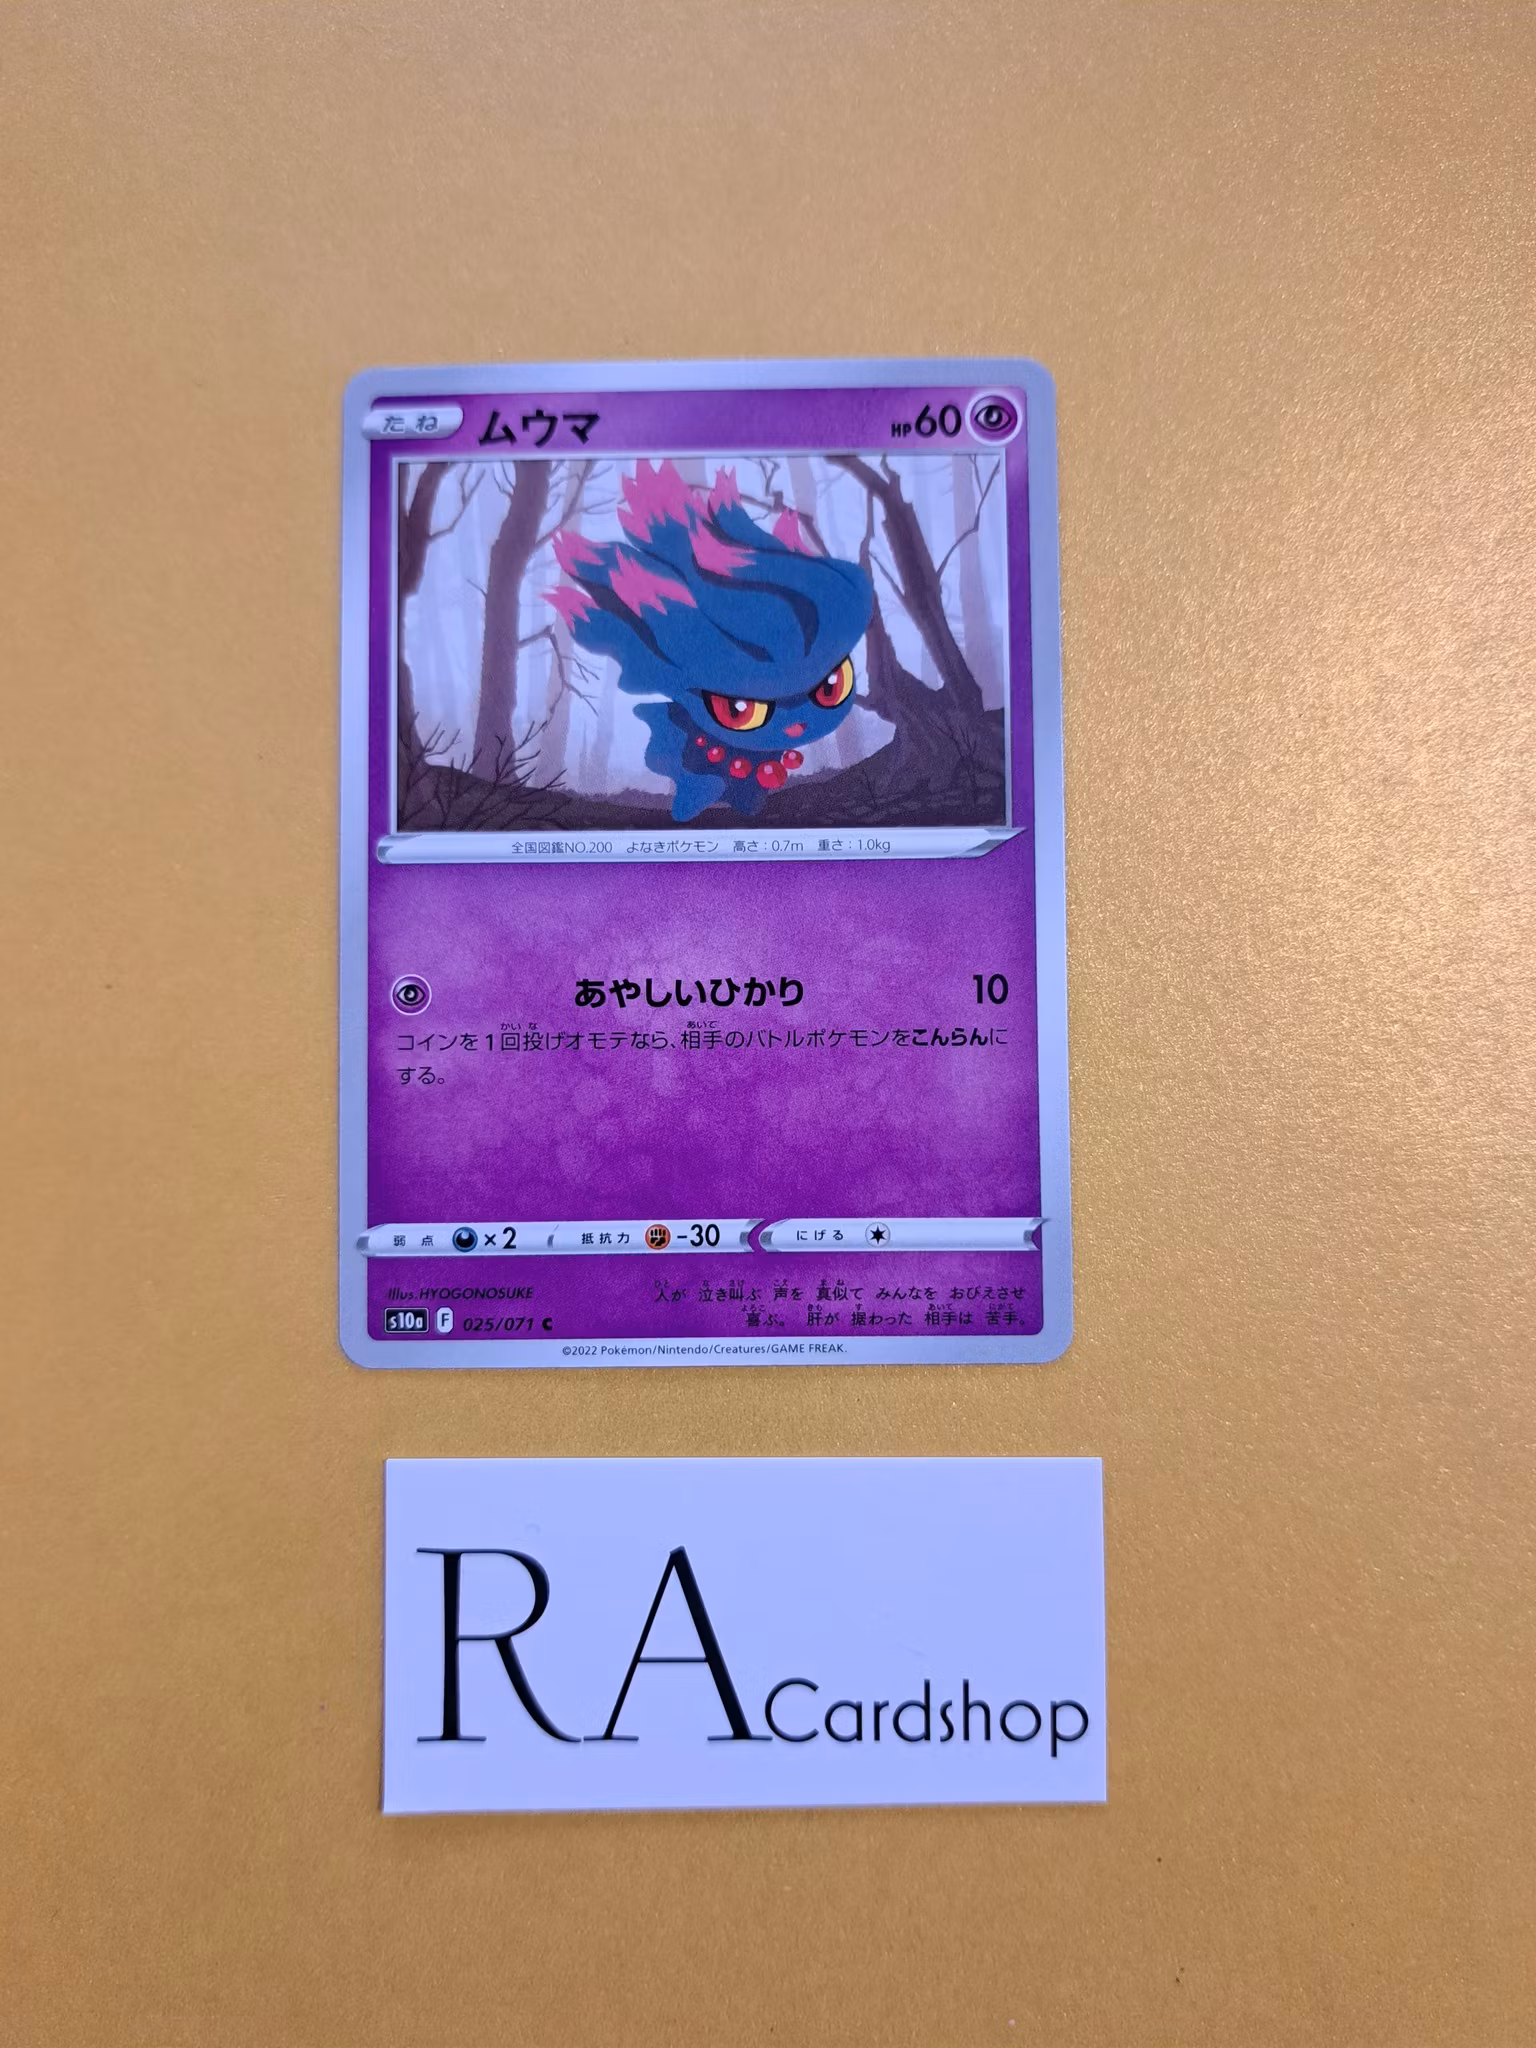 たね ムウマ HP60
全国図鑑NO.200 よなきポケモン 高さ：0.7m 重さ：1.0kg
あやしいひかり 10
コインを1回投げオモテなら、相手のバトルポケモンをこんらんに
する。
弱点 ×2 抵抗力 -30 にげる
Illus.HYOGONOSUKE
人が 泣き叫ぶ 声を 真似て みんなを おびえさせ
喜ぶ。 肝が 据わった 相手は 苦手。
s10a F 025/071 C
©2022 Pokémon/Nintendo/Creatures/GAME FREAK.
RA Cardshop